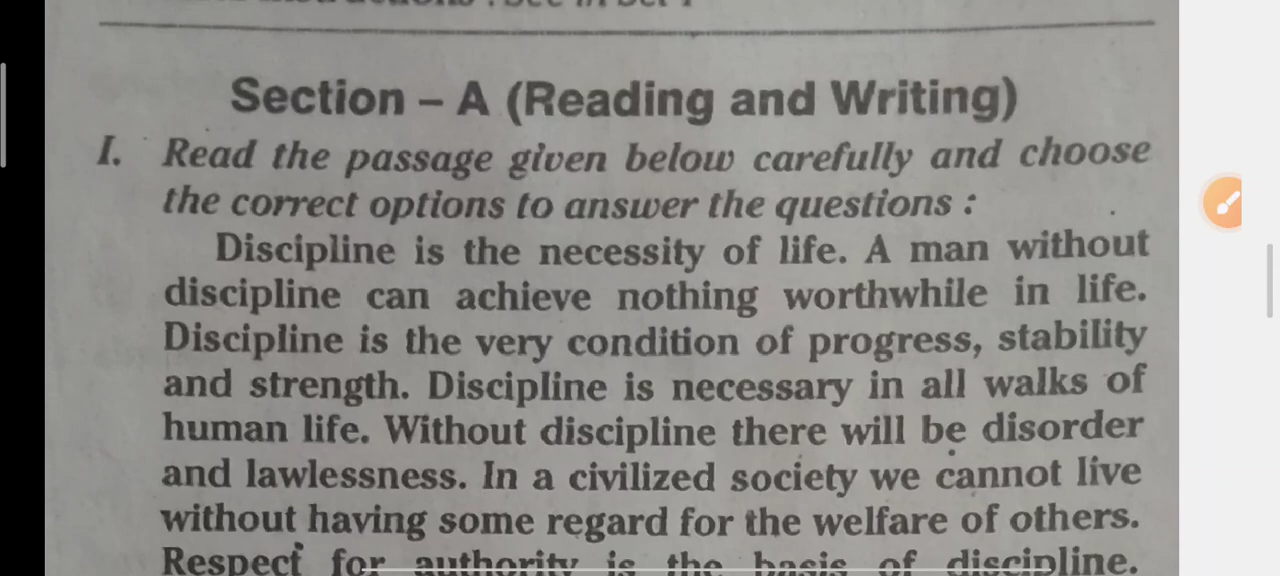 Section – A (Reading and Writing)
I. Read the passage given below carefully and choose
the correct options to answer the questions :
Discipline is the necessity of life. A man without
discipline can achieve nothing worthwhile in life.
Discipline is the very condition of progress, stability
and strength. Discipline is necessary in all walks of
human life. Without discipline there will be disorder
and lawlessness. In a civilized society we cannot live
without having some regard for the welfare of others.
Respect for authority is the basis of discipline.